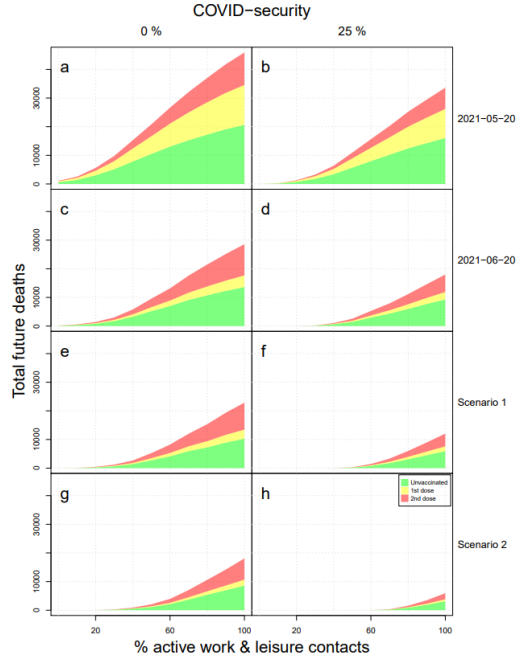 COVID−security
0 %
25 %
a
b
2021−05−20
30000
10000
0
c
d
2021−06−20
30000
10000
0
e
f
Scenario 1
30000
10000
0
g
h
Unvaccinated
1st dose
2nd dose
Scenario 2
30000
10000
0
Total future deaths
20
60
100
20
60
100
% active work & leisure contacts